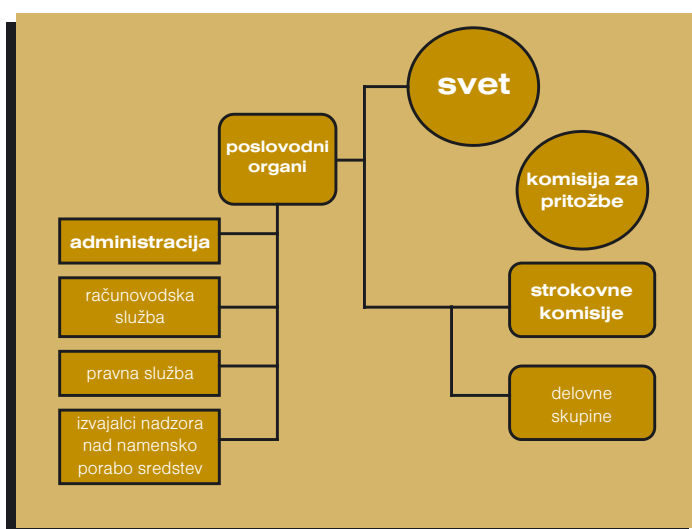 svet
poslovodni
organi
komisija za
pritožbe
administracija
računovodska
služba
strokovne
komisije
pravna služba
delovne
skupine
izvajalci nadzora
nad namensko
porabo sredstev